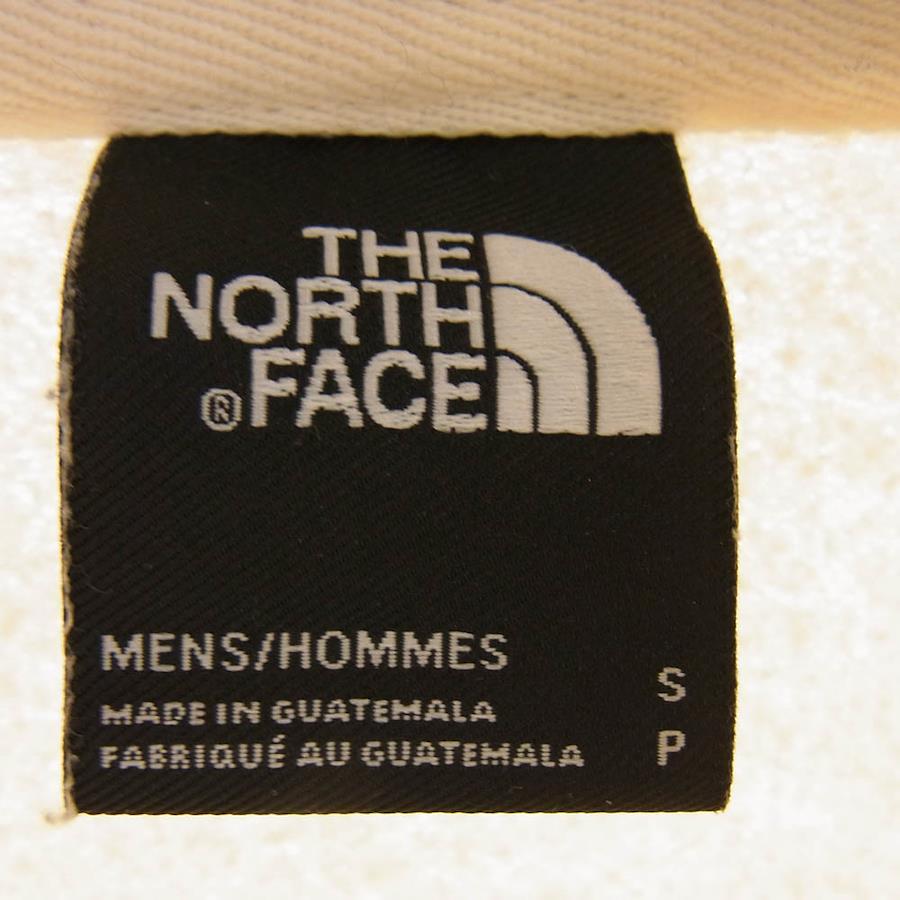 THE
NORTH
®FACE
MENS/HOMMES
S
MADE IN GUATEMALA
FABRIQUÉ AU GUATEMALA
P